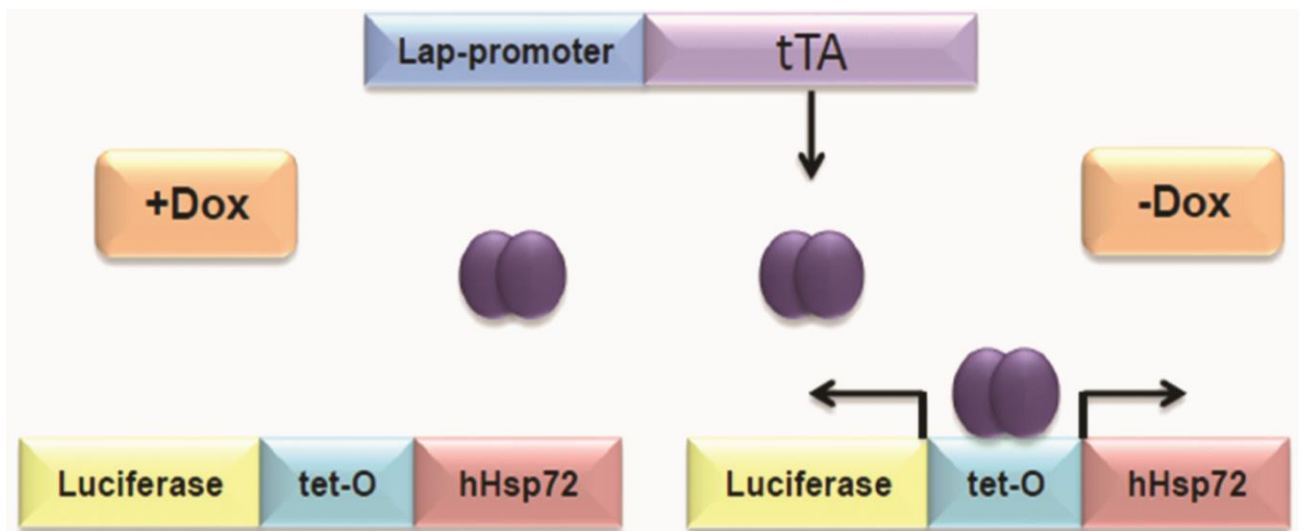 Lap-promoter tTA
+Dox -Dox
Luciferase tet-O hHsp72 Luciferase tet-O hHsp72